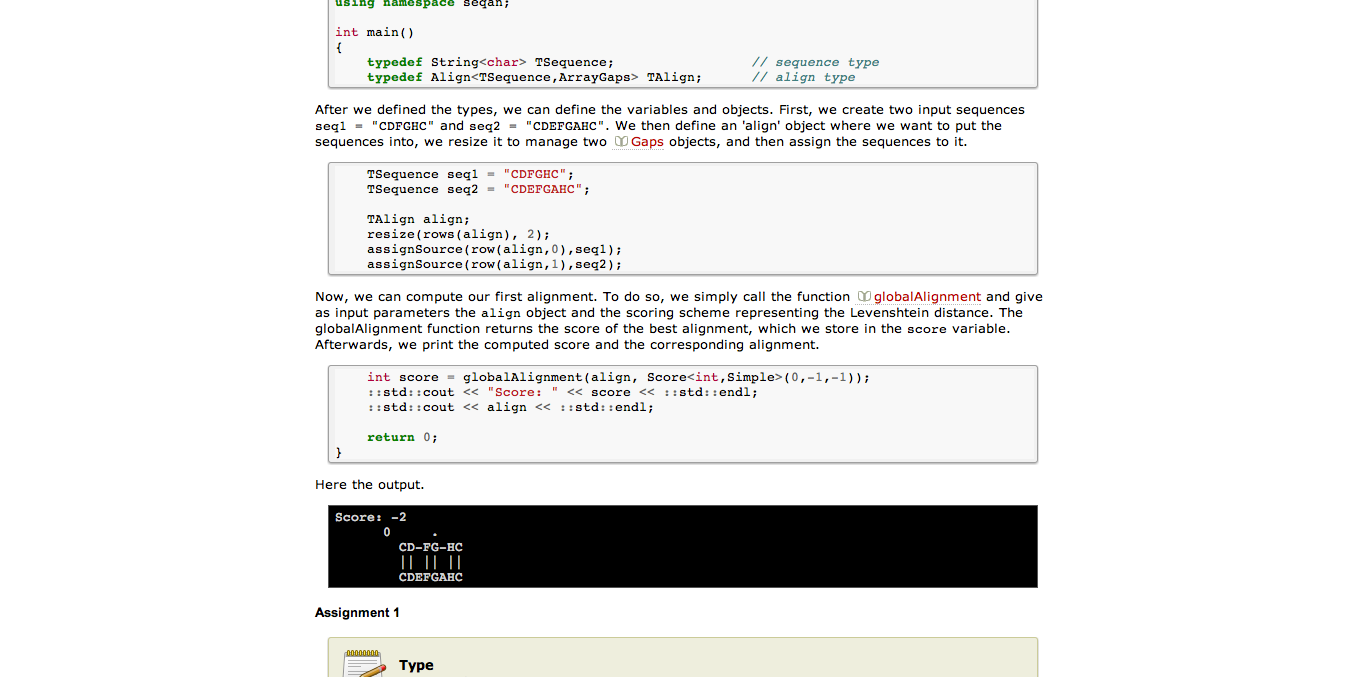 using namespace seqan;
int main()
{
    typedef String<char> TSequence;                 // sequence type
    typedef Align<TSequence,ArrayGaps> TAlign;      // align type
After we defined the types, we can define the variables and objects. First, we create two input sequences
seq1 = "CDFGHC" and seq2 = "CDEFGAHC". We then define an 'align' object where we want to put the
sequences into, we resize it to manage two Gaps objects, and then assign the sequences to it.
    TSequence seq1 = "CDFGHC";
    TSequence seq2 = "CDEFGAHC";
    TAlign align;
    resize(rows(align), 2);
    assignSource(row(align,0),seq1);
    assignSource(row(align,1),seq2);
Now, we can compute our first alignment. To do so, we simply call the function globalAlignment and give
as input parameters the align object and the scoring scheme representing the Levenshtein distance. The
globalAlignment function returns the score of the best alignment, which we store in the score variable.
Afterwards, we print the computed score and the corresponding alignment.
    int score = globalAlignment(align, Score<int,Simple>(0,-1,-1));
    ::std::cout << "Score: " << score << ::std::endl;
    ::std::cout << align << ::std::endl;
    return 0;
}
Here the output.
Score: -2
      0     .
        CD-FG-HC
        || || ||
        CDEFGAHC
Assignment 1
Type